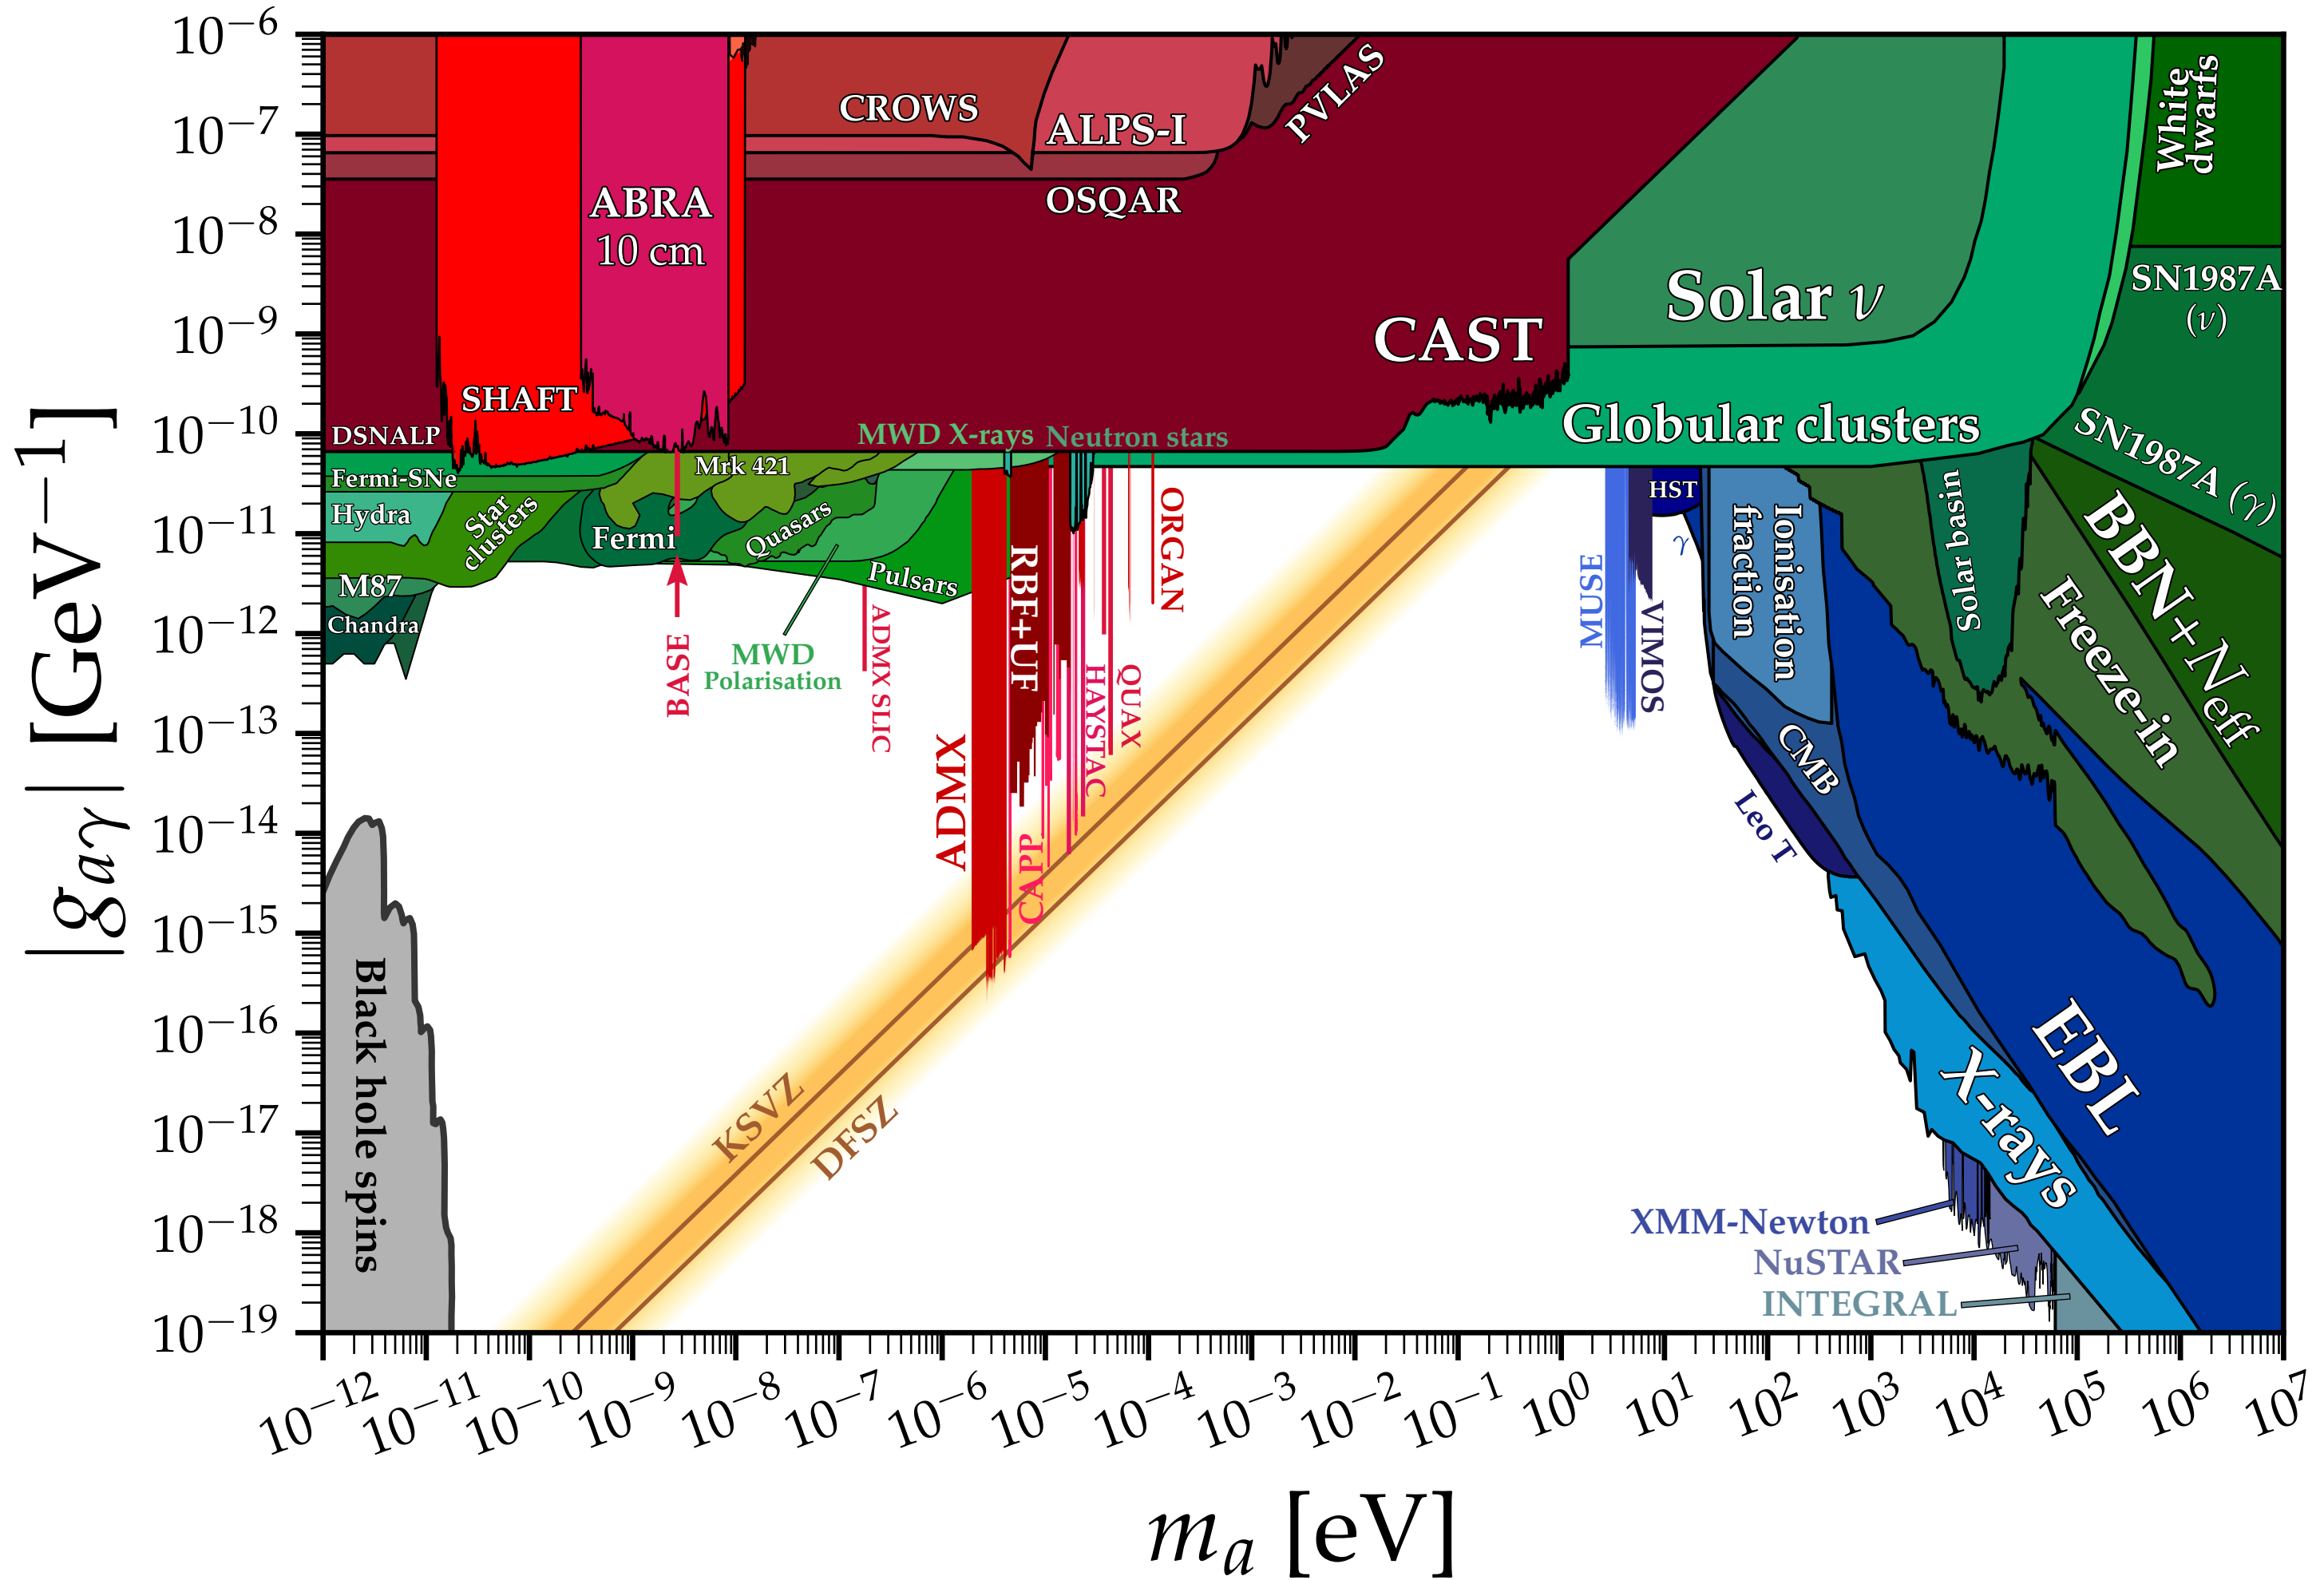 |g_{aγ}| [GeV^{−1}]
10^{−6}
10^{−7}
10^{−8}
10^{−9}
10^{−10}
10^{−11}
10^{−12}
10^{−13}
10^{−14}
10^{−15}
10^{−16}
10^{−17}
10^{−18}
10^{−19}
CROWS
ALPS-I
PVLAS
OSQAR
ABRA
10 cm
SHAFT
CAST
Solar ν
Globular clusters
White
dwarfs
SN1987A
(ν)
SN1987A (γ)
DSNALP
Fermi-SNe
Hydra
M87
Chandra
Star
clusters
Fermi
Mrk 421
MWD X-rays
Neutron stars
Quasars
Pulsars
BASE
MWD
Polarisation
ADMX SLIC
ADMX
RBF+UF
CAPP
HAYSTAC
QUAX
ORGAN
MUSE
VIMOS
HST
γ
Ionisation
fraction
Solar basin
BBN+N_{eff}
Freeze-in
CMB
Leo T
EBL
X-rays
XMM-Newton
NuSTAR
INTEGRAL
Black hole spins
KSVZ
DFSZ
10^{−12}
10^{−11}
10^{−10}
10^{−9}
10^{−8}
10^{−7}
10^{−6}
10^{−5}
10^{−4}
10^{−3}
10^{−2}
10^{−1}
10^{0}
10^{1}
10^{2}
10^{3}
10^{4}
10^{5}
10^{6}
10^{7}
m_a [eV]